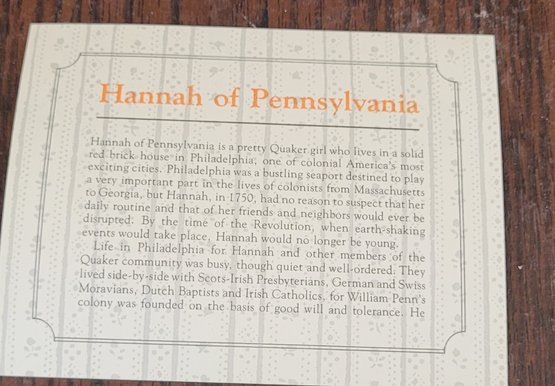 Hannah of Pennsylvania
Hannah of Pennsylvania is a pretty Quaker girl who lives in a solid
red brick house in Philadelphia, one of colonial America's most
exciting cities. Philadelphia was a bustling seaport destined to play
a very important part in the lives of colonists from Massachusetts
to Georgia, but Hannah, in 1750, had no reason to suspect that her
daily routine and that of her friends and neighbors would ever be
disrupted. By the time of the Revolution, when earth-shaking
events would take place, Hannah would no longer be young.
Life in Philadelphia for Hannah and other members of the
Quaker community was busy, though quiet and well-ordered. They
lived side-by-side with Scots-Irish Presbyterians, German and Swiss
Moravians, Dutch Baptists and Irish Catholics, for William Penn's
colony was founded on the basis of good will and tolerance. He